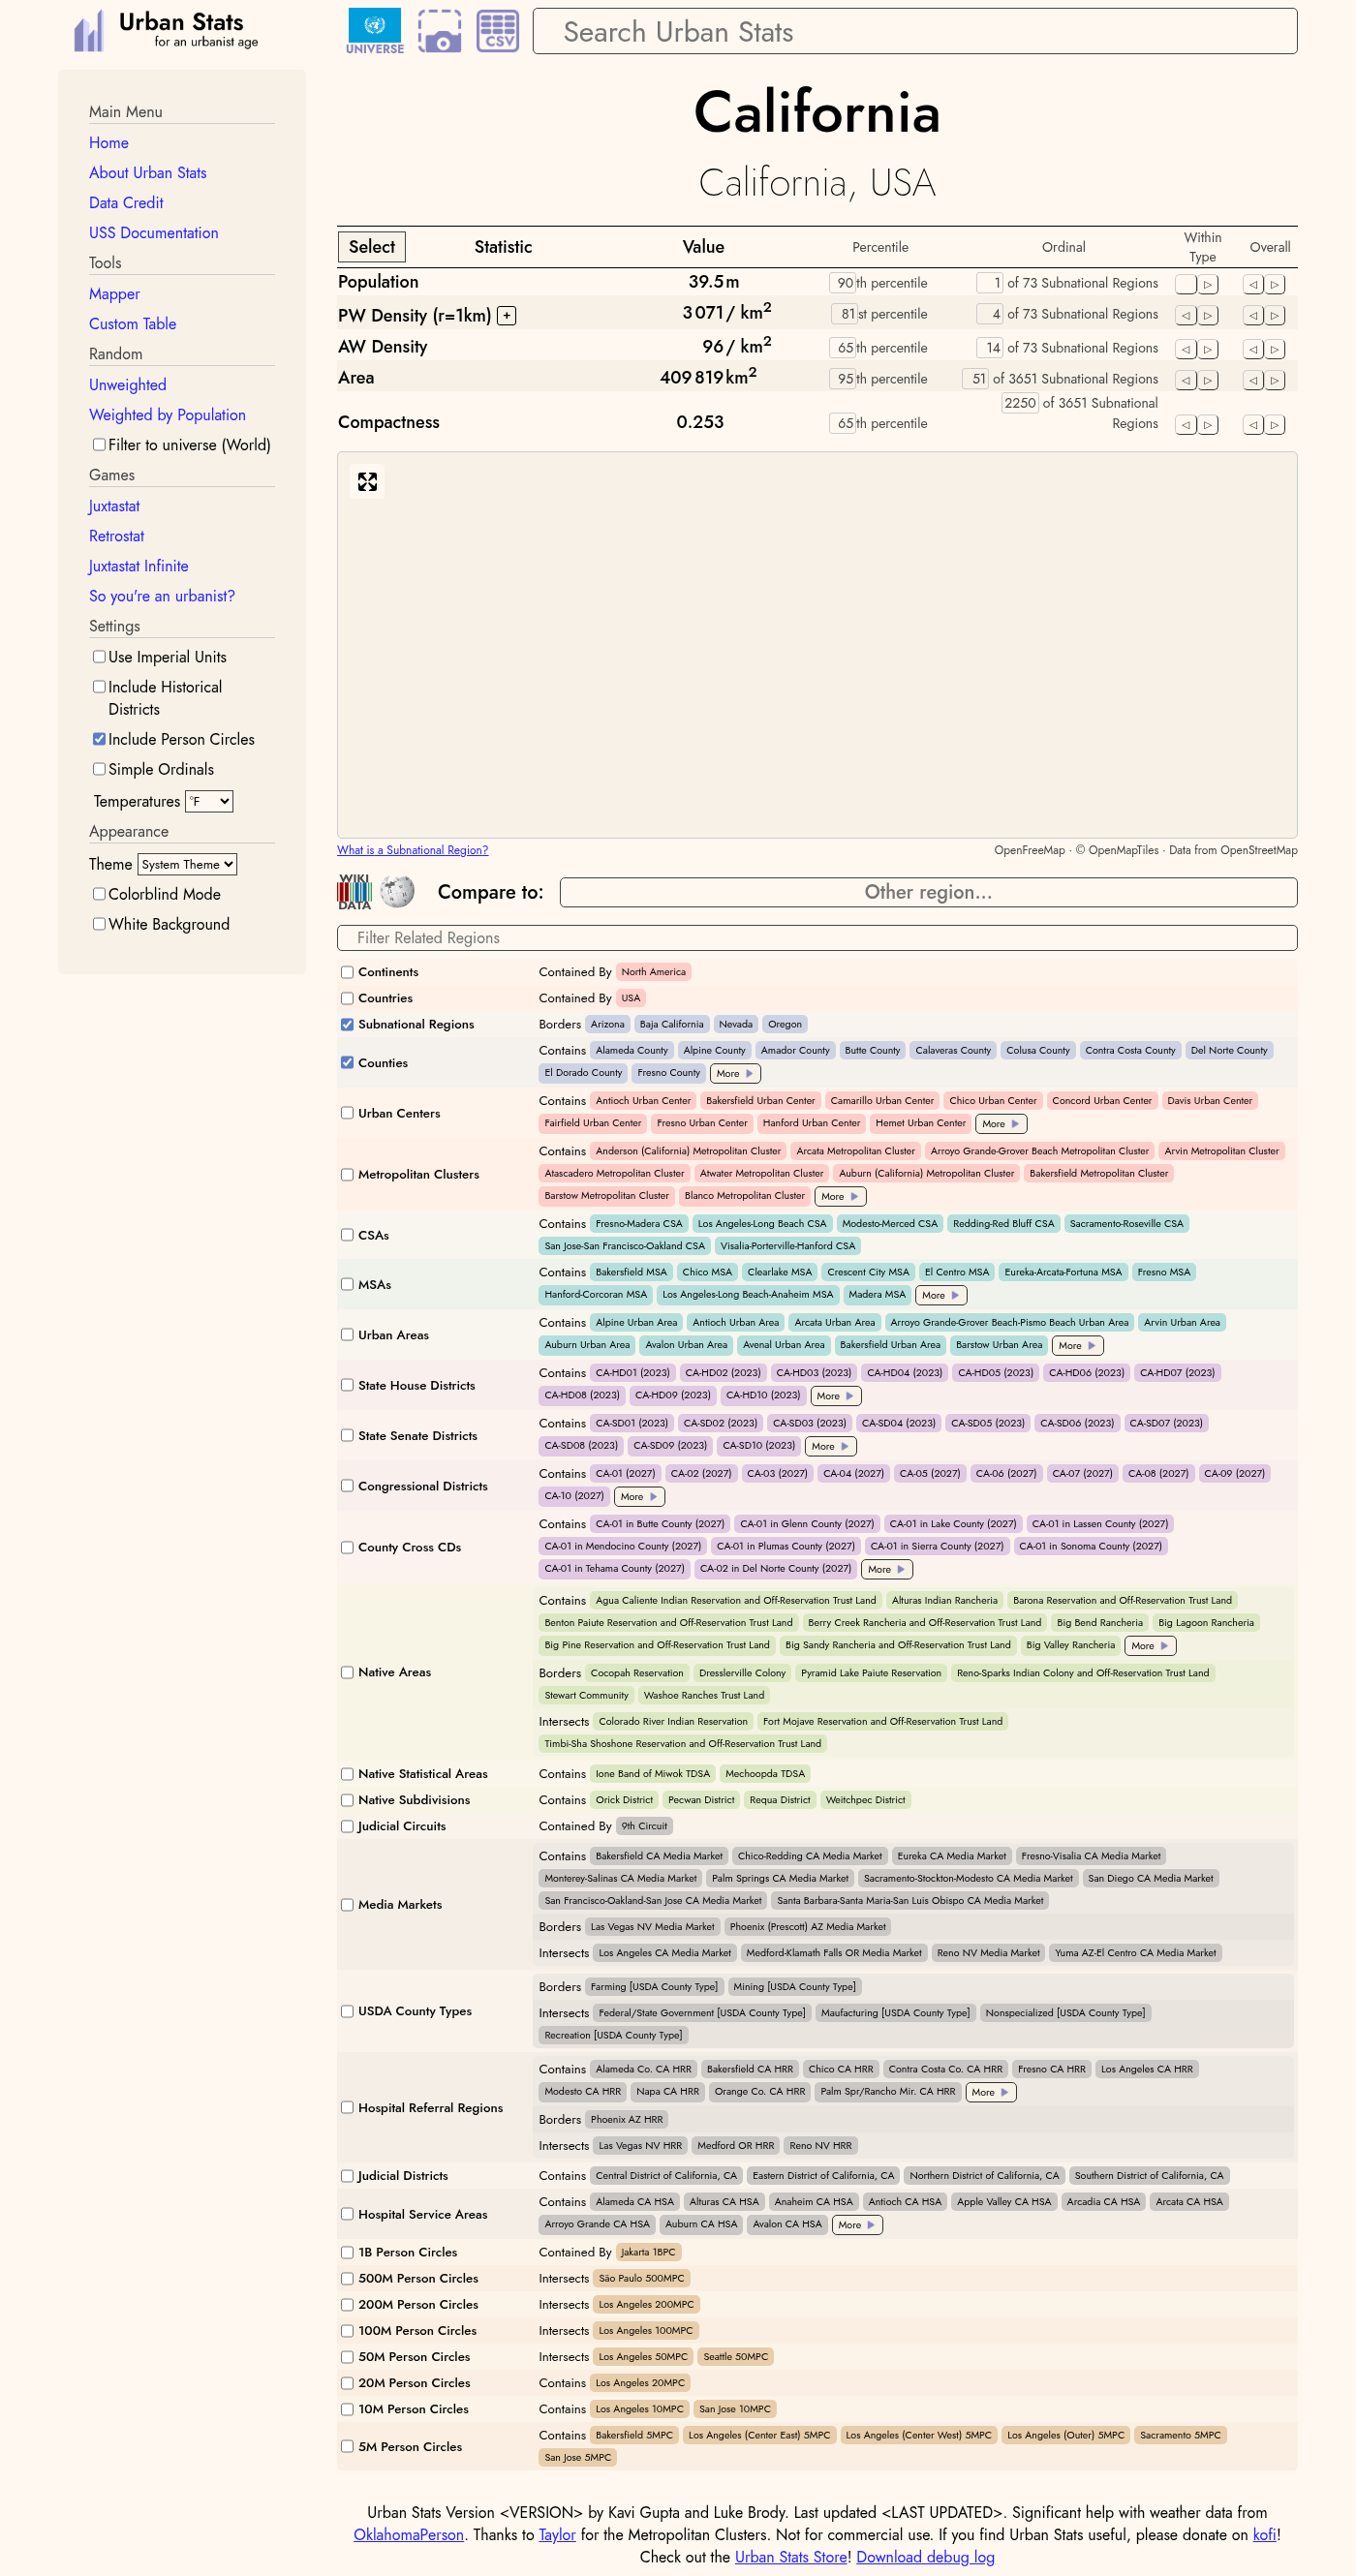 Urban Stats
for an urbanist age
UNIVERSE
CSV
Search Urban Stats
Main Menu
Home
About Urban Stats
Data Credit
USS Documentation
Tools
Mapper
Custom Table
Random
Unweighted
Weighted by Population
Filter to universe (World)
Games
Juxtastat
Retrostat
Juxtastat Infinite
So you're an urbanist?
Settings
Use Imperial Units
Include Historical
Districts
Include Person Circles
Simple Ordinals
Temperatures °F
Appearance
Theme System Theme
Colorblind Mode
White Background
California
California, USA
Select Statistic Value Percentile Ordinal Within Type Overall
Population 39.5 m 90th percentile 1 of 73 Subnational Regions
PW Density (r=1km) + 3 071 / km² 81st percentile 4 of 73 Subnational Regions
AW Density 96 / km² 65th percentile 14 of 73 Subnational Regions
Area 409 819 km² 95th percentile 51 of 3651 Subnational Regions
Compactness 0.253 65th percentile 2250 of 3651 Subnational Regions
What is a Subnational Region? OpenFreeMap · © OpenMapTiles · Data from OpenStreetMap
WIKI DATA Compare to: Other region...
Filter Related Regions
Continents Contained By North America
Countries Contained By USA
Subnational Regions Borders Arizona Baja California Nevada Oregon
Counties Contains Alameda County Alpine County Amador County Butte County Calaveras County Colusa County Contra Costa County Del Norte County
El Dorado County Fresno County More
Urban Centers Contains Antioch Urban Center Bakersfield Urban Center Camarillo Urban Center Chico Urban Center Concord Urban Center Davis Urban Center
Fairfield Urban Center Fresno Urban Center Hanford Urban Center Hemet Urban Center More
Metropolitan Clusters Contains Anderson (California) Metropolitan Cluster Arcata Metropolitan Cluster Arroyo Grande-Grover Beach Metropolitan Cluster Arvin Metropolitan Cluster
Atascadero Metropolitan Cluster Atwater Metropolitan Cluster Auburn (California) Metropolitan Cluster Bakersfield Metropolitan Cluster
Barstow Metropolitan Cluster Blanco Metropolitan Cluster More
CSAs Contains Fresno-Madera CSA Los Angeles-Long Beach CSA Modesto-Merced CSA Redding-Red Bluff CSA Sacramento-Roseville CSA
San Jose-San Francisco-Oakland CSA Visalia-Porterville-Hanford CSA
MSAs Contains Bakersfield MSA Chico MSA Clearlake MSA Crescent City MSA El Centro MSA Eureka-Arcata-Fortuna MSA Fresno MSA
Hanford-Corcoran MSA Los Angeles-Long Beach-Anaheim MSA Madera MSA More
Urban Areas Contains Alpine Urban Area Antioch Urban Area Arcata Urban Area Arroyo Grande-Grover Beach-Pismo Beach Urban Area Arvin Urban Area
Auburn Urban Area Avalon Urban Area Avenal Urban Area Bakersfield Urban Area Barstow Urban Area More
State House Districts Contains CA-HD01 (2023) CA-HD02 (2023) CA-HD03 (2023) CA-HD04 (2023) CA-HD05 (2023) CA-HD06 (2023) CA-HD07 (2023)
CA-HD08 (2023) CA-HD09 (2023) CA-HD10 (2023) More
State Senate Districts Contains CA-SD01 (2023) CA-SD02 (2023) CA-SD03 (2023) CA-SD04 (2023) CA-SD05 (2023) CA-SD06 (2023) CA-SD07 (2023)
CA-SD08 (2023) CA-SD09 (2023) CA-SD10 (2023) More
Congressional Districts Contains CA-01 (2027) CA-02 (2027) CA-03 (2027) CA-04 (2027) CA-05 (2027) CA-06 (2027) CA-07 (2027) CA-08 (2027) CA-09 (2027)
CA-10 (2027) More
County Cross CDs Contains CA-01 in Butte County (2027) CA-01 in Glenn County (2027) CA-01 in Lake County (2027) CA-01 in Lassen County (2027)
CA-01 in Mendocino County (2027) CA-01 in Plumas County (2027) CA-01 in Sierra County (2027) CA-01 in Sonoma County (2027)
CA-01 in Tehama County (2027) CA-02 in Del Norte County (2027) More
Native Areas Contains Agua Caliente Indian Reservation and Off-Reservation Trust Land Alturas Indian Rancheria Barona Reservation and Off-Reservation Trust Land
Benton Paiute Reservation and Off-Reservation Trust Land Berry Creek Rancheria and Off-Reservation Trust Land Big Bend Rancheria Big Lagoon Rancheria
Big Pine Reservation and Off-Reservation Trust Land Big Sandy Rancheria and Off-Reservation Trust Land Big Valley Rancheria More
Borders Cocopah Reservation Dresslerville Colony Pyramid Lake Paiute Reservation Reno-Sparks Indian Colony and Off-Reservation Trust Land
Stewart Community Washoe Ranches Trust Land
Intersects Colorado River Indian Reservation Fort Mojave Reservation and Off-Reservation Trust Land
Timbi-Sha Shoshone Reservation and Off-Reservation Trust Land
Native Statistical Areas Contains Ione Band of Miwok TDSA Mechoopda TDSA
Native Subdivisions Contains Orick District Pecwan District Requa District Weitchpec District
Judicial Circuits Contained By 9th Circuit
Media Markets Contains Bakersfield CA Media Market Chico-Redding CA Media Market Eureka CA Media Market Fresno-Visalia CA Media Market
Monterey-Salinas CA Media Market Palm Springs CA Media Market Sacramento-Stockton-Modesto CA Media Market San Diego CA Media Market
San Francisco-Oakland-San Jose CA Media Market Santa Barbara-Santa Maria-San Luis Obispo CA Media Market
Borders Las Vegas NV Media Market Phoenix (Prescott) AZ Media Market
Intersects Los Angeles CA Media Market Medford-Klamath Falls OR Media Market Reno NV Media Market Yuma AZ-El Centro CA Media Market
USDA County Types Borders Farming [USDA County Type] Mining [USDA County Type]
Intersects Federal/State Government [USDA County Type] Maufacturing [USDA County Type] Nonspecialized [USDA County Type]
Recreation [USDA County Type]
Hospital Referral Regions Contains Alameda Co. CA HRR Bakersfield CA HRR Chico CA HRR Contra Costa Co. CA HRR Fresno CA HRR Los Angeles CA HRR
Modesto CA HRR Napa CA HRR Orange Co. CA HRR Palm Spr/Rancho Mir. CA HRR More
Borders Phoenix AZ HRR
Intersects Las Vegas NV HRR Medford OR HRR Reno NV HRR
Judicial Districts Contains Central District of California, CA Eastern District of California, CA Northern District of California, CA Southern District of California, CA
Hospital Service Areas Contains Alameda CA HSA Alturas CA HSA Anaheim CA HSA Antioch CA HSA Apple Valley CA HSA Arcadia CA HSA Arcata CA HSA
Arroyo Grande CA HSA Auburn CA HSA Avalon CA HSA More
1B Person Circles Contained By Jakarta 1BPC
500M Person Circles Intersects São Paulo 500MPC
200M Person Circles Intersects Los Angeles 200MPC
100M Person Circles Intersects Los Angeles 100MPC
50M Person Circles Intersects Los Angeles 50MPC Seattle 50MPC
20M Person Circles Contains Los Angeles 20MPC
10M Person Circles Contains Los Angeles 10MPC San Jose 10MPC
5M Person Circles Contains Bakersfield 5MPC Los Angeles (Center East) 5MPC Los Angeles (Center West) 5MPC Los Angeles (Outer) 5MPC Sacramento 5MPC
San Jose 5MPC
Urban Stats Version <VERSION> by Kavi Gupta and Luke Brody. Last updated <LAST UPDATED>. Significant help with weather data from
OklahomaPerson. Thanks to Taylor for the Metropolitan Clusters. Not for commercial use. If you find Urban Stats useful, please donate on kofi!
Check out the Urban Stats Store! Download debug log